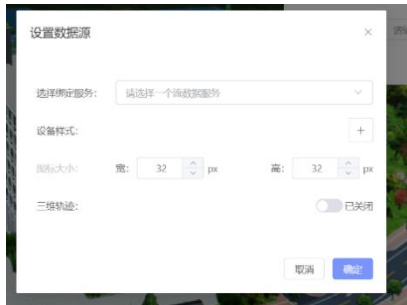 设置数据源
选择绑定服务: 请选择一个流数据服务
设备样式:
图标大小: 宽: 32 px 高: 32 px
三维轨迹: 已关闭
取消 确定